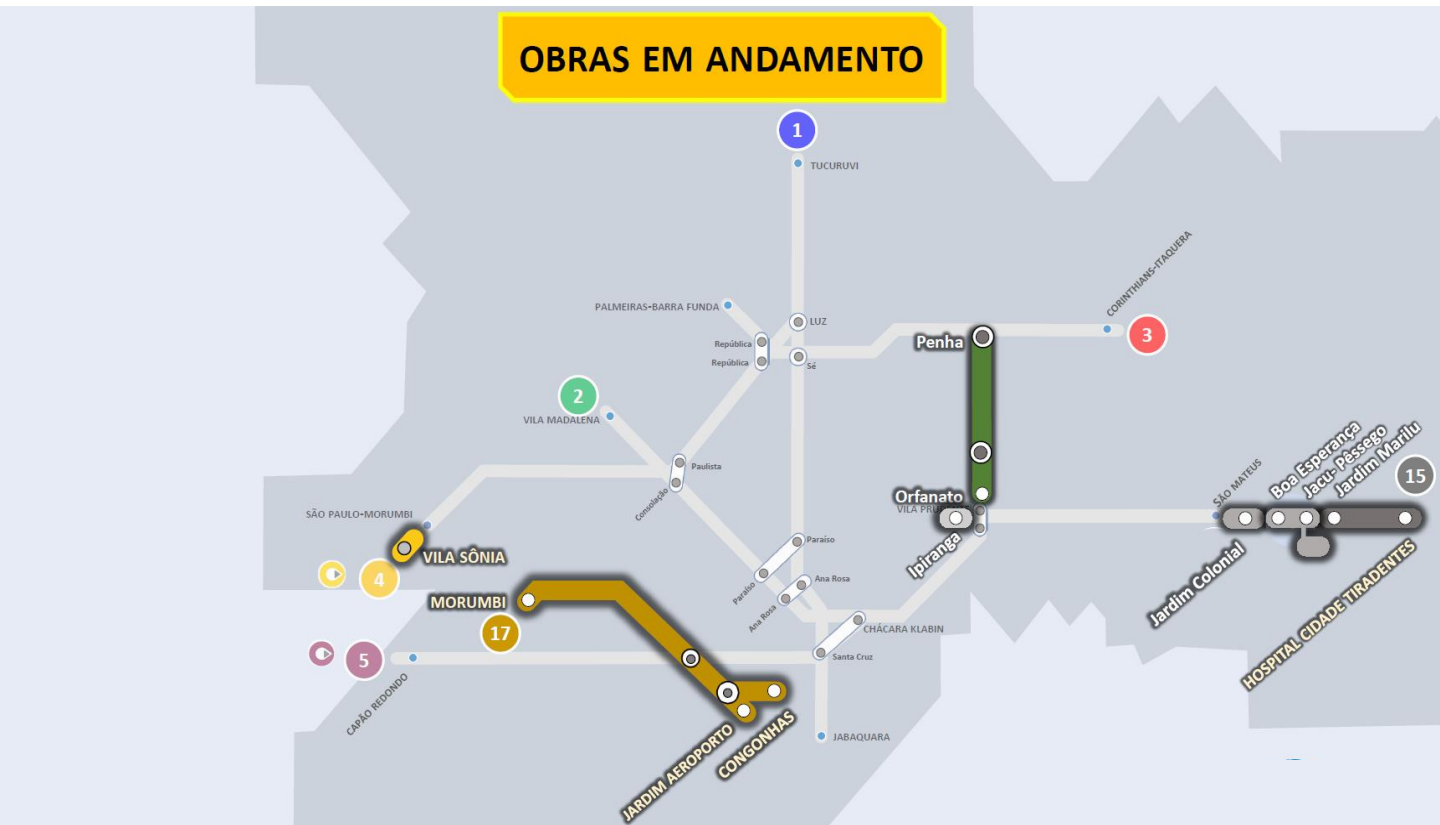 OBRAS EM ANDAMENTO
1
TUCURUVI
CORINTHIANS-ITAQUERA
PALMEIRAS-BARRA FUNDA
LUZ
3
República
Penha
República
Sé
2
VILA MADALENA
Paulista
Consolação
SÃO MATEUS
Boa Esperança
Jacu- Pêssego
Jardim Marilu
15
Orfanato
SÃO PAULO-MORUMBI
Ipiranga
Paraíso
VILA SÔNIA
4
Paraíso
Ana Rosa
Ana Rosa
Jardim Colonial
HOSPITAL CIDADE TIRADENTES
MORUMBI
17
CHÁCARA KLABIN
5
Santa Cruz
CAPÃO REDONDO
JARDIM AEROPORTO
CONGONHAS
JABAQUARA